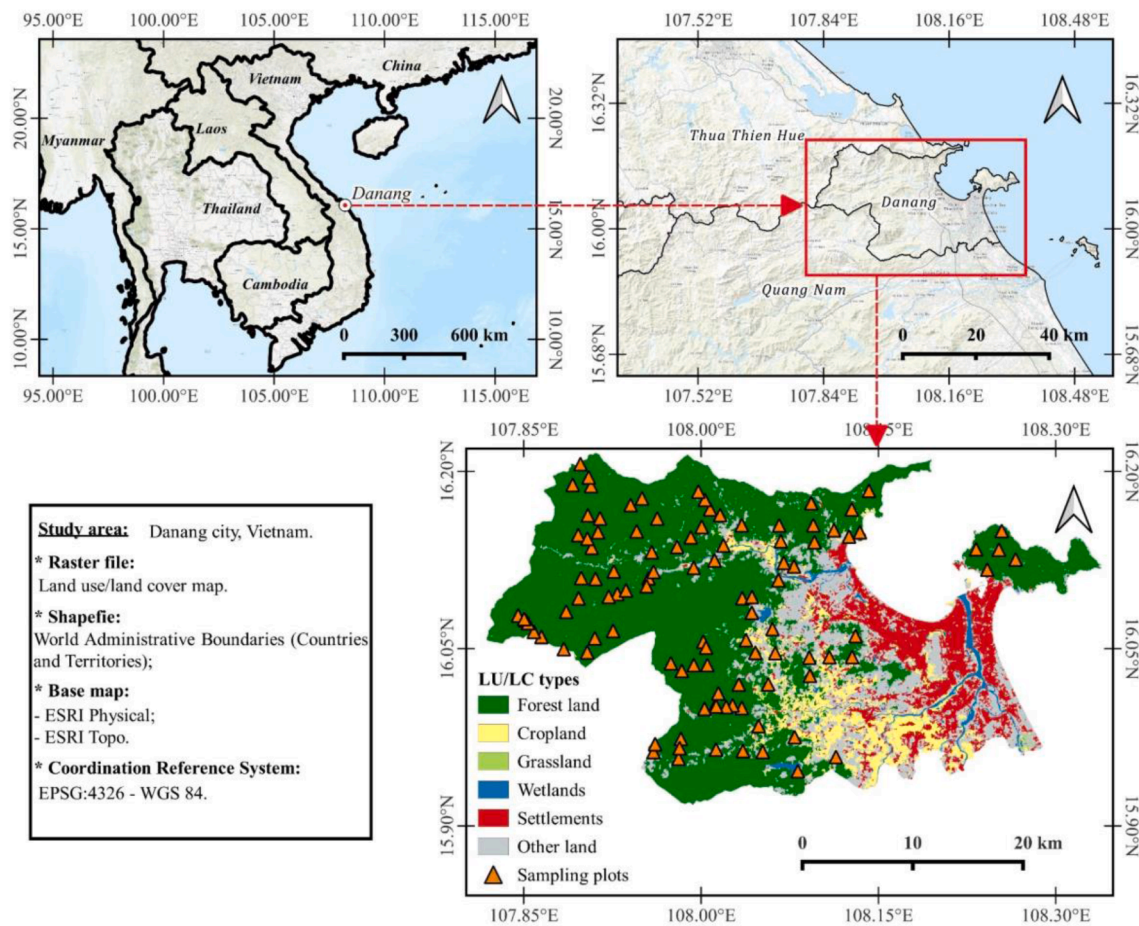 95.00°E 100.00°E 105.00°E 110.00°E 115.00°E
107.52°E 107.84°E 108.16°E 108.48°E
20.00°N
15.00°N
10.00°N
China
Vietnam
Laos
Myanmar
Danang
Thailand
Cambodia
0 300 600 km
20.00°N
15.00°N
10.00°N
95.00°E 100.00°E 105.00°E 110.00°E 115.00°E
16.32°N
16.00°N
15.68°N
Thua Thien Hue
Danang
Quang Nam
0 20 40 km
16.32°N
16.00°N
15.68°N
107.52°E 107.84°E 108.16°E 108.48°E
Study area: Danang city, Vietnam.
* Raster file:
Land use/land cover map.
* Shapefie:
World Administrative Boundaries (Countries
and Territories);
* Base map:
- ESRI Physical;
- ESRI Topo.
* Coordination Reference System:
EPSG:4326 - WGS 84.
107.85°E 108.00°E 108.15°E 108.30°E
16.20°N
16.05°N
15.90°N
LU/LC types
Forest land
Cropland
Grassland
Wetlands
Settlements
Other land
Sampling plots
0 10 20 km
16.20°N
16.05°N
15.90°N
107.85°E 108.00°E 108.15°E 108.30°E